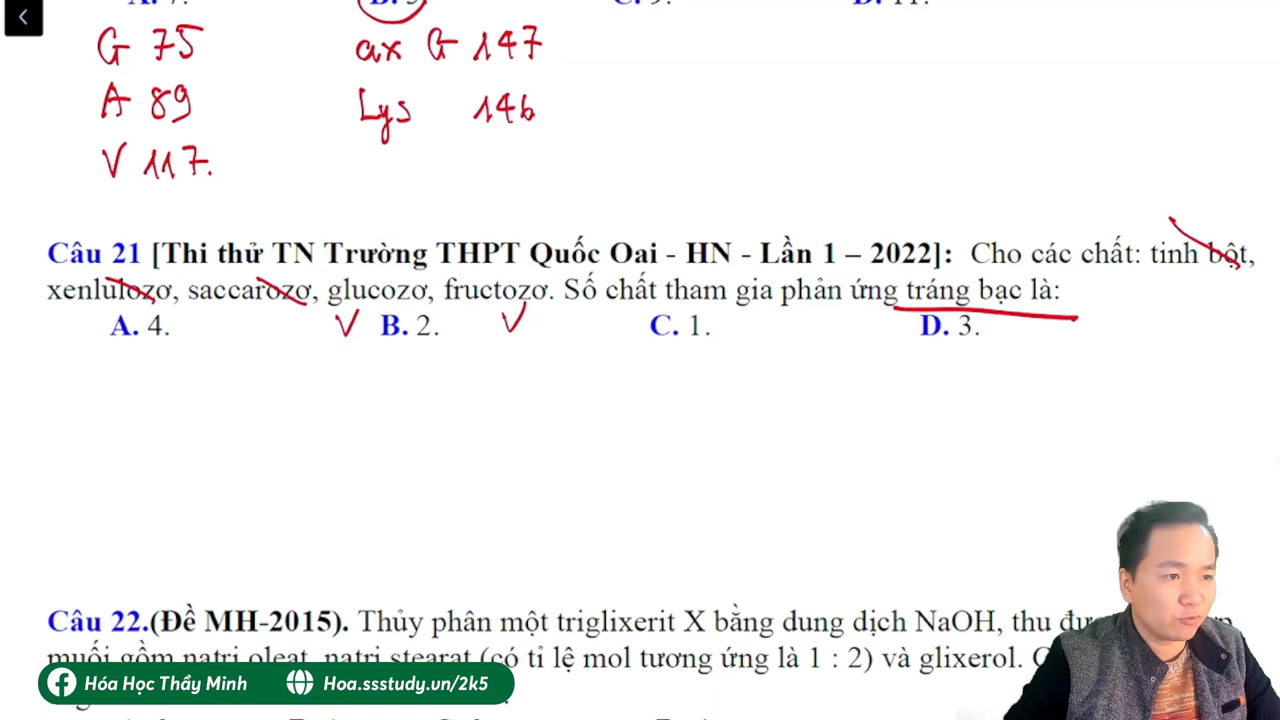 A. 7. B. 5. C. 9. D. 11.
G 75 ax G 147
A 89 Lys 146
V 117.
Câu 21 [Thi thử TN Trường THPT Quốc Oai - HN - Lần 1 – 2022]: Cho các chất: tinh bột,
xenlulozơ, saccarozơ, glucozơ, fructozơ. Số chất tham gia phản ứng tráng bạc là:
A. 4. V B. 2. V C. 1. D. 3.
Câu 22.(Đề MH-2015). Thủy phân một triglixerit X bằng dung dịch NaOH, thu
muối gồm natri oleat, natri stearat (có tỉ lệ mol tương ứng là 1 : 2) và glixerol.
Hóa Học Thầy Minh Hoa.ssstudy.vn/2k5